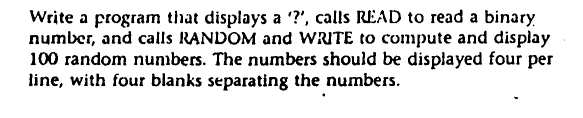 Write a program that displays a '?', calls READ to read a binary
number, and calls RANDOM and WRITE to compute and display
100 random numbers. The numbers should be displayed four per
line, with four blanks separating the numbers.